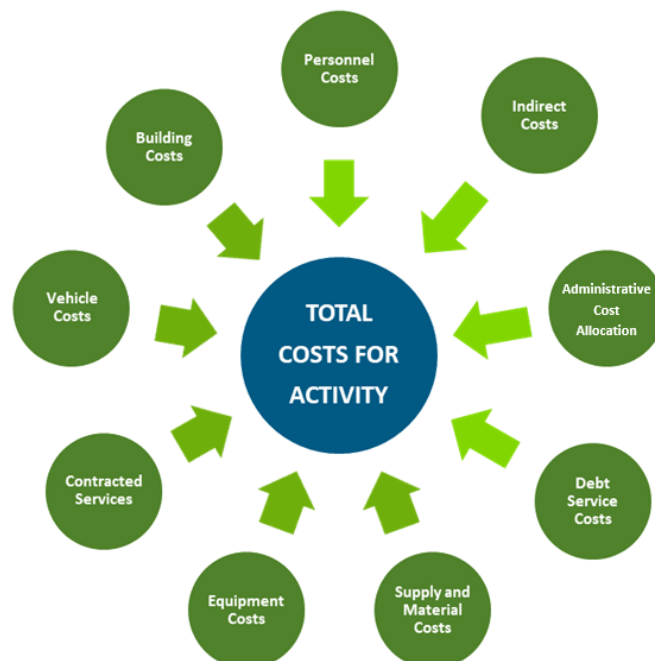 Personnel
Costs
Indirect
Costs
Building
Costs
Administrative
Cost
Allocation
Vehicle
Costs
TOTAL
COSTS FOR
ACTIVITY
Contracted
Services
Debt
Service
Costs
Equipment
Costs
Supply and
Material
Costs